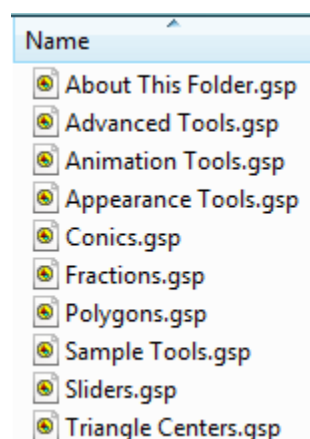 Name
About This Folder.gsp
Advanced Tools.gsp
Animation Tools.gsp
Appearance Tools.gsp
Conics.gsp
Fractions.gsp
Polygons.gsp
Sample Tools.gsp
Sliders.gsp
Triangle Centers.gsp